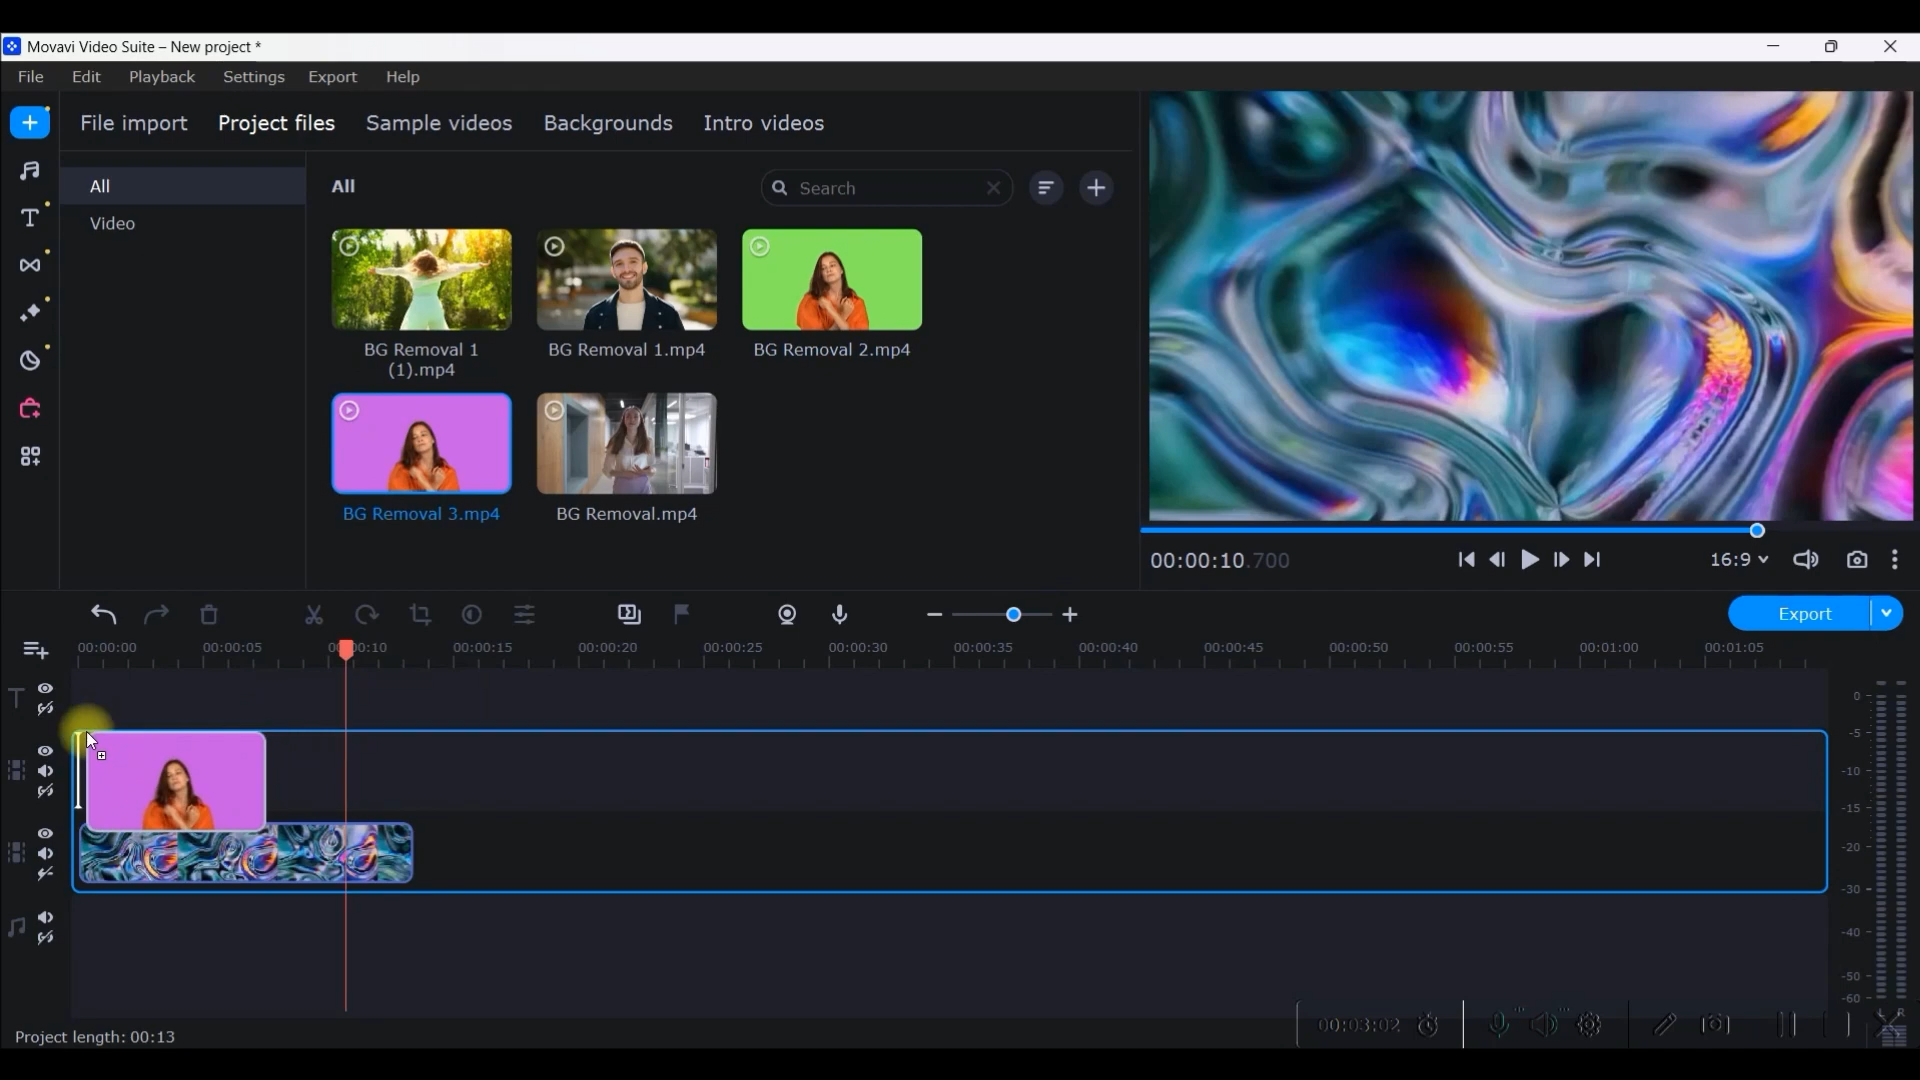 Movavi Video Suite – New project *
File Edit Playback Settings Export Help
File import Project files Sample videos Backgrounds Intro videos
All
Video
All
Search
BG Removal 1
(1).mp4
BG Removal 1.mp4
BG Removal 2.mp4
BG Removal 3.mp4
BG Removal.mp4
00:00:10.700
16:9
Export
00:00:00 00:00:05 00:00:10 00:00:15 00:00:20 00:00:25 00:00:30 00:00:35 00:00:40 00:00:45 00:00:50 00:00:55 00:01:00 00:01:05
0
-5
-10
-15
-20
-30
-40
-50
-60
L R
00:03:02
Project length: 00:13